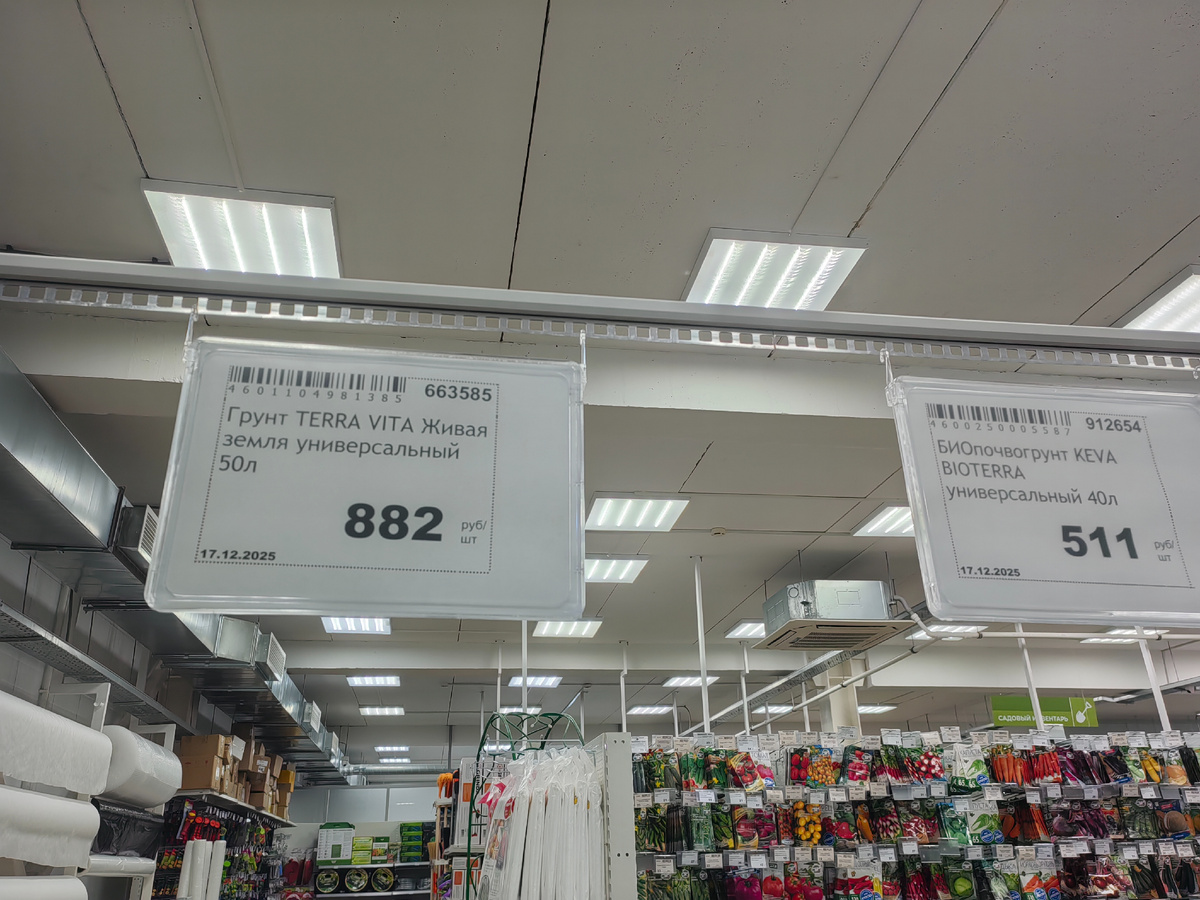 4601104981385
663585
Грунт TERRA VITA Живая
земля универсальный
50л
882
руб/
шт
17.12.2025
4600250005587
912654
БИОпочвогрунт KEVA
BIOTERRA
универсальный 40л
511
руб/
шт
17.12.2025
САДОВЫЙ ИНВЕНТАРЬ